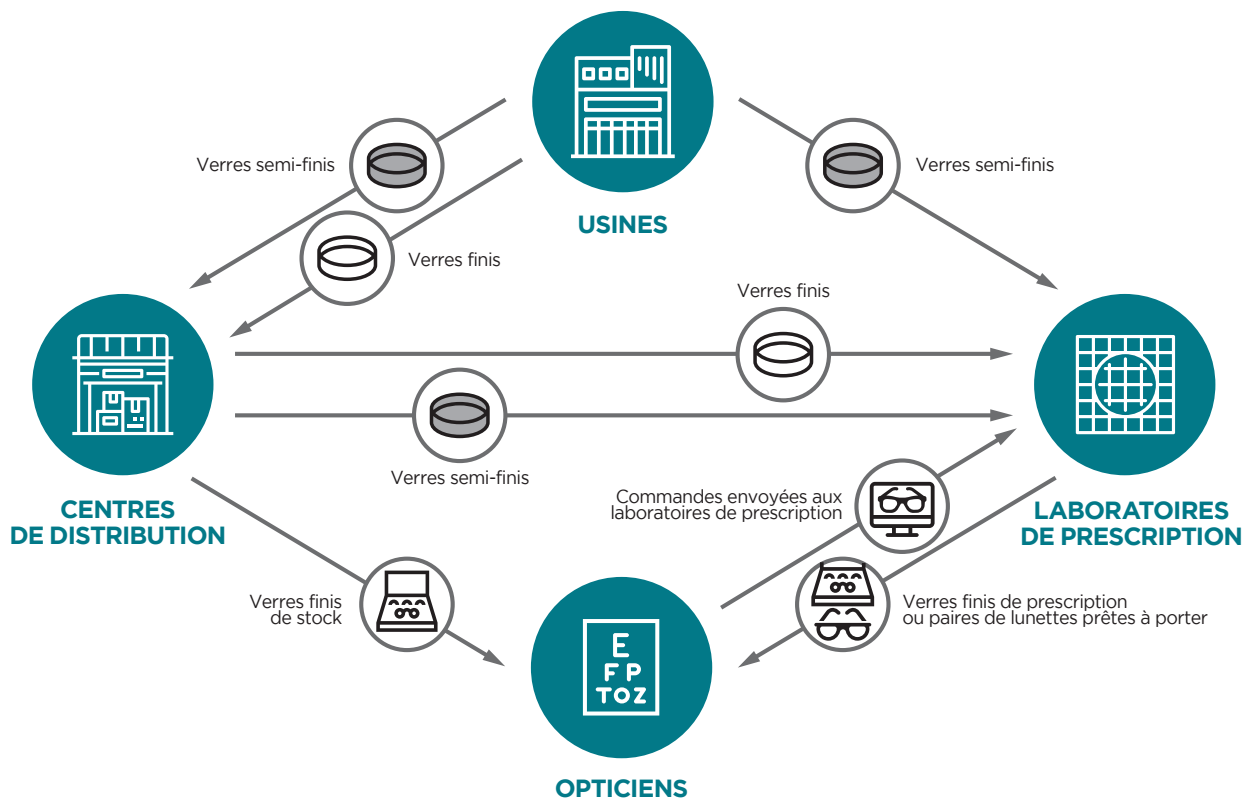 Verres semi-finis
Verres semi-finis
USINES
Verres finis
Verres finis
Verres semi-finis
CENTRES
DE DISTRIBUTION
Commandes envoyées aux
laboratoires de prescription
LABORATOIRES
DE PRESCRIPTION
Verres finis
de stock
Verres finis de prescription
ou paires de lunettes prêtes à porter
E
F P
TOZ
OPTICIENS